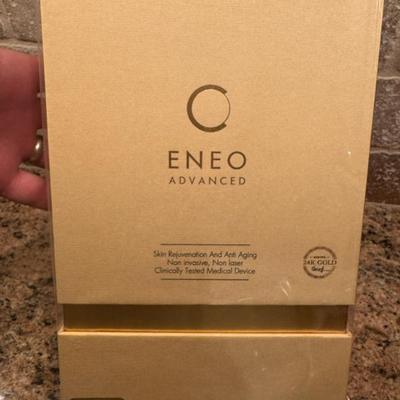 ENEO
ADVANCED
Skin Rejuvenation And Anti Aging
Non invasive, Non laser
Clinically Tested Medical Device
24K GOLD